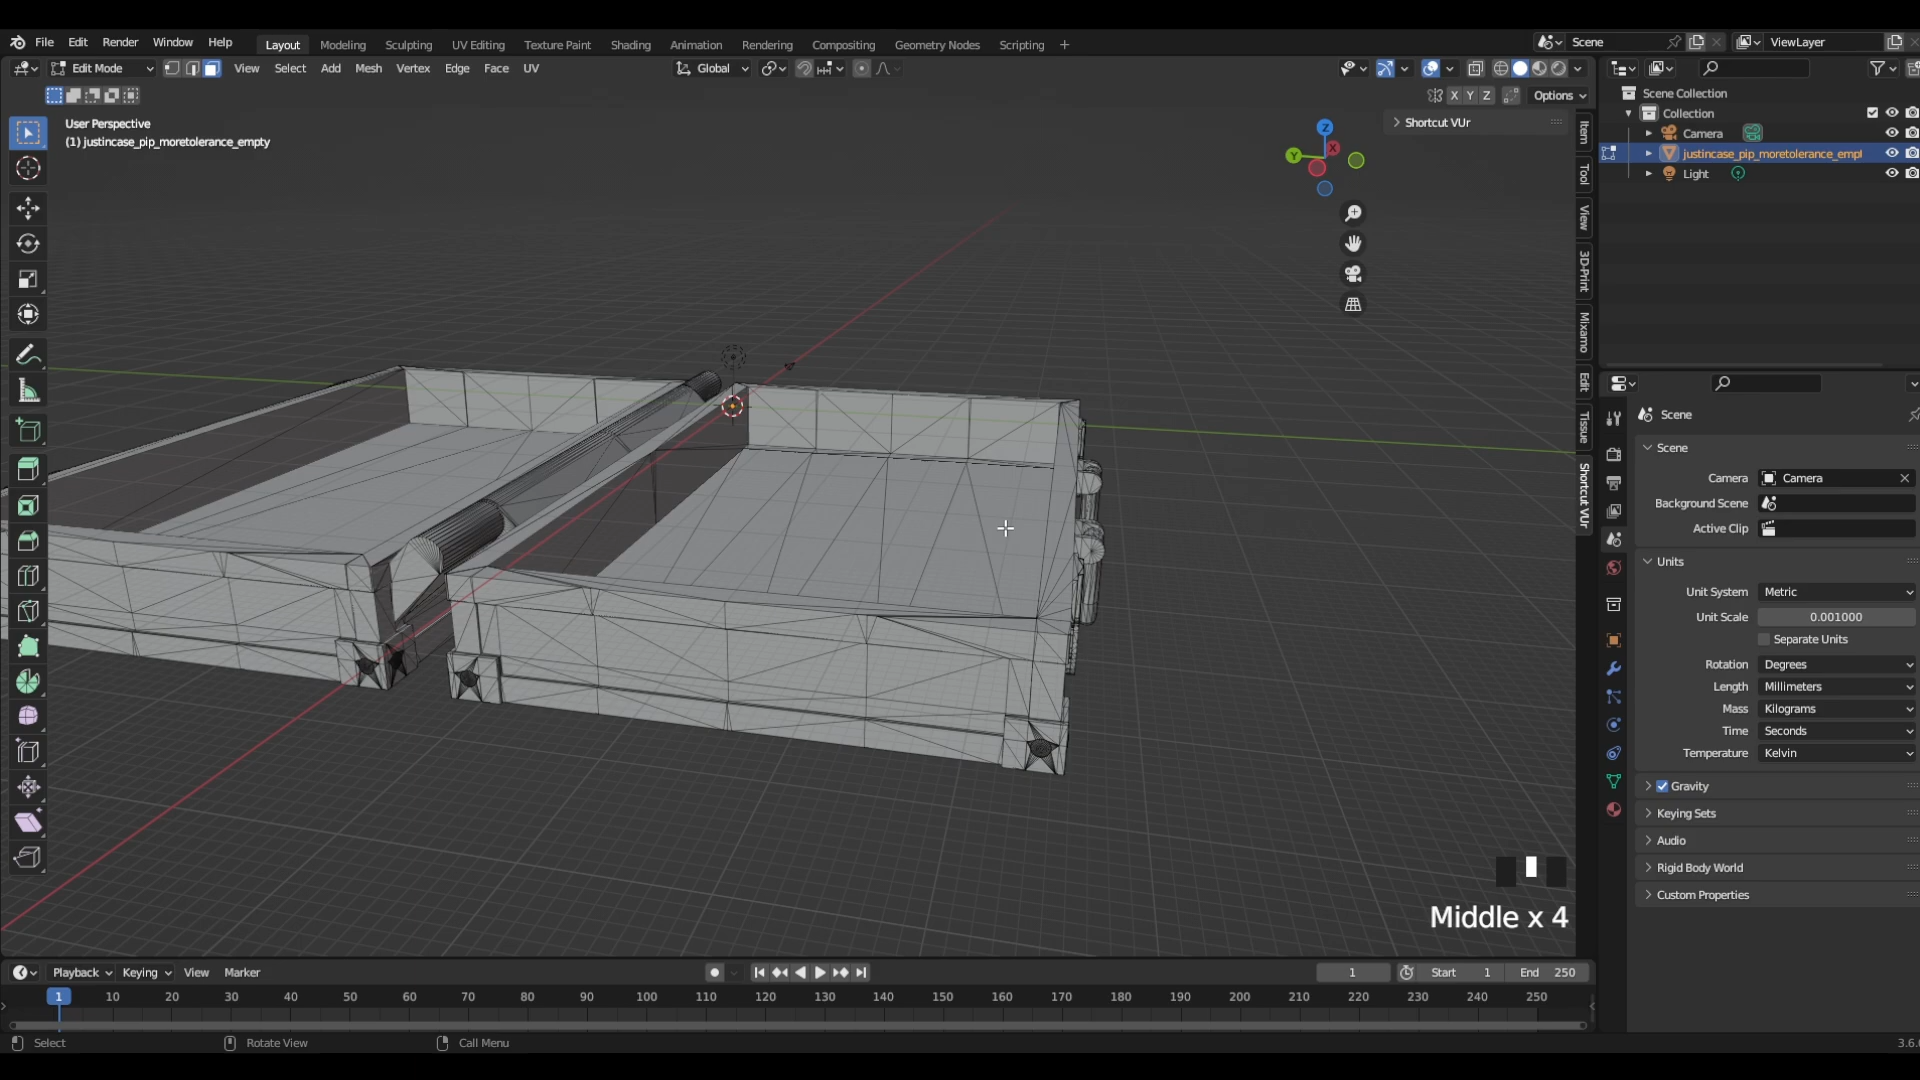 File Edit Render Window Help Layout Modeling Sculpting UV Editing Texture Paint Shading Animation Rendering Compositing Geometry Nodes Scripting + Scene ViewLayer
Edit Mode View Select Add Mesh Vertex Edge Face UV Global
X Y Z Options
User Perspective
(1) justincase_pip_moretolerance_empty
Shortcut VUr
Z
Y
X
Item
Tool
View
3D-Print
Mixamo
Edit
Tissue
Shortcut VUr
Scene Collection
Collection
Camera
justincase_pip_moretolerance_empl
Light
Scene
Scene
Camera Camera
Background Scene
Active Clip
Units
Unit System Metric
Unit Scale 0.001000
Separate Units
Rotation Degrees
Length Millimeters
Mass Kilograms
Time Seconds
Temperature Kelvin
Gravity
Keying Sets
Audio
Rigid Body World
Custom Properties
Middle x 4
Playback Keying View Marker 1 Start 1 End 250
1 10 20 30 40 50 60 70 80 90 100 110 120 130 140 150 160 170 180 190 200 210 220 230 240 250
Select Rotate View Call Menu